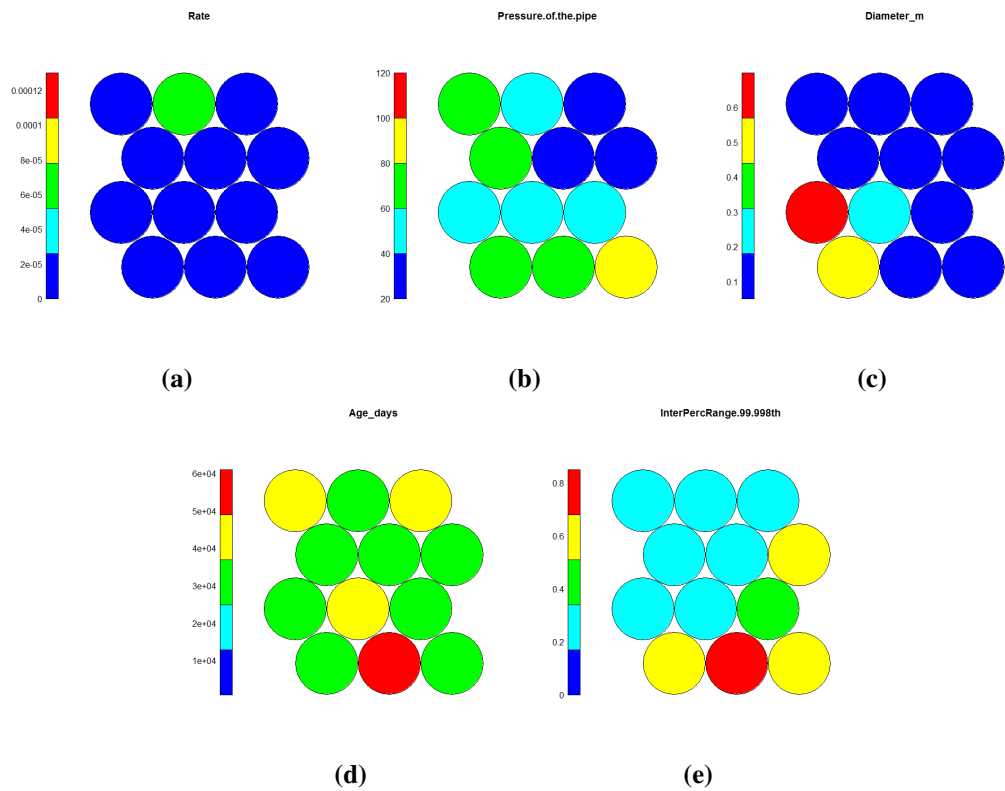 Rate
0.00012
0.0001
8e-05
6e-05
4e-05
2e-05
0
(a)
Pressure.of.the.pipe
120
100
80
60
40
20
(b)
Diameter_m
0.6
0.5
0.4
0.3
0.2
0.1
(c)
Age_days
6e+04
5e+04
4e+04
3e+04
2e+04
1e+04
(d)
InterPercRange.99.998th
0.8
0.6
0.4
0.2
0
(e)